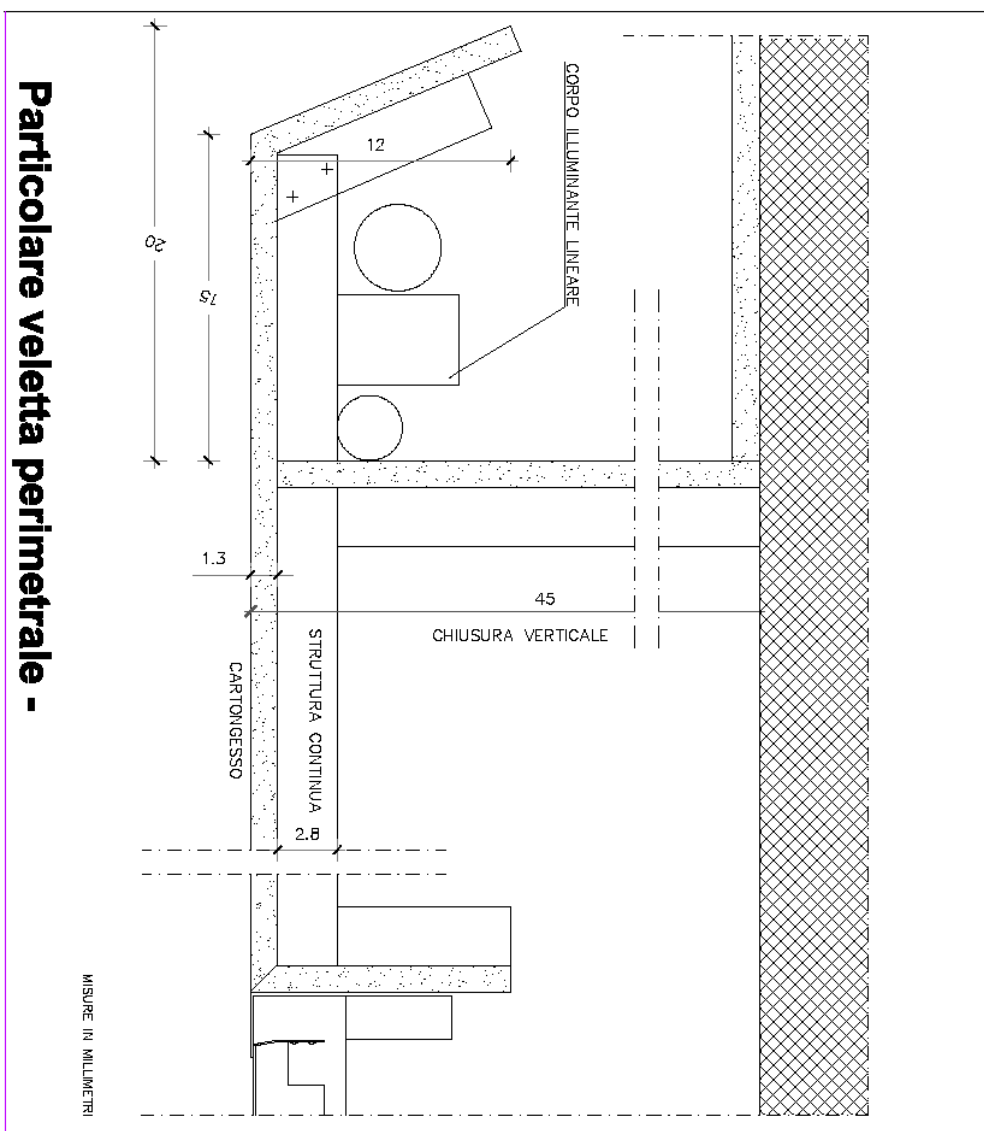 Particolare veletta perimetrale -
12
CORPO ILLUMINANTE LINEARE
20
15
1.3
45
CHIUSURA VERTICALE
STRUTTURA CONTINUA
CARTONGESSO
2.8
MISURE IN MILLIMETRI